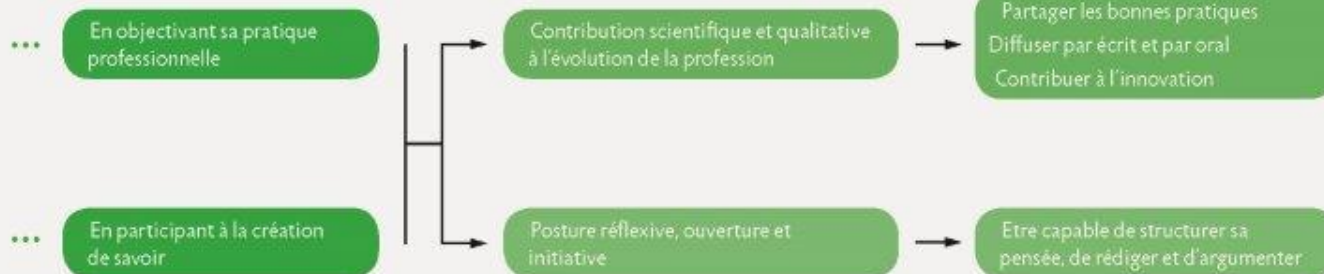 En objectivant sa pratique
professionnelle
Contribution scientifique et qualitative
à l'évolution de la profession
Partager les bonnes pratiques
Diffuser par écrit et par oral
Contribuer à l'innovation
En participant à la création
de savoir
Posture réflexive, ouverture et
initiative
Etre capable de structurer sa
pensée, de rédiger et d'argumenter